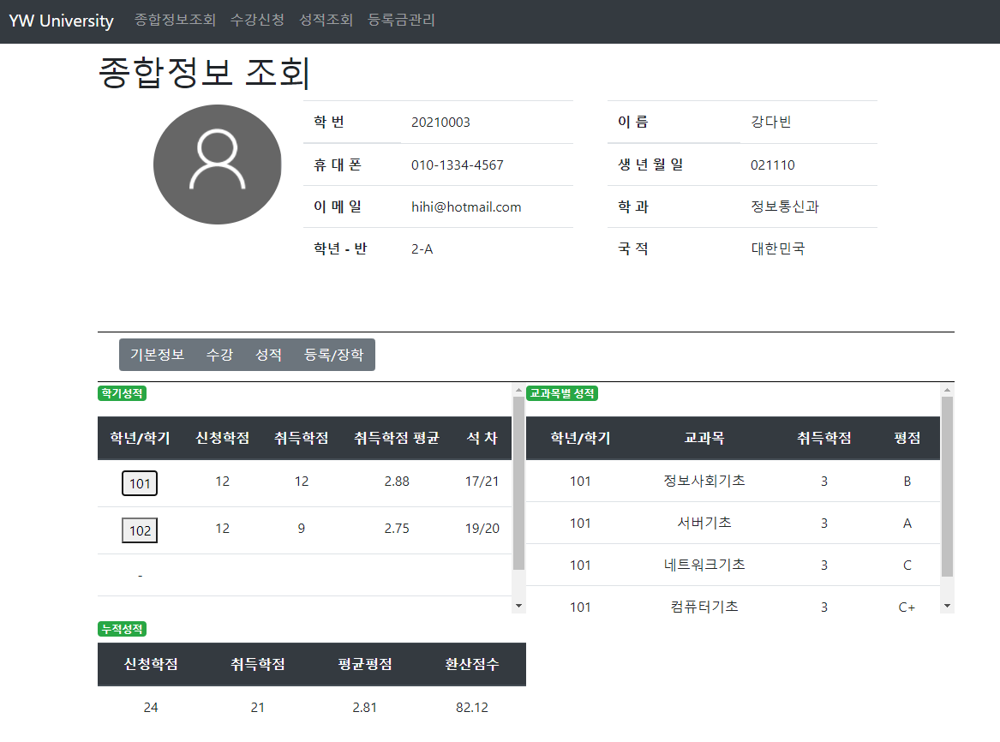 YW University 종합정보조회 수강신청 성적조회 등록금관리
종합정보 조회
학 번 20210003 이 름 강다빈
휴 대 폰 010-1334-4567 생 년 월 일 021110
이 메 일 hihi@hotmail.com 학 과 정보통신과
학년 - 반 2-A 국 적 대한민국
기본정보 수강 성적 등록/장학
학기성적
학년/학기 신청학점 취득학점 취득학점 평균 석 차
101 12 12 2.88 17/21
102 12 9 2.75 19/20
-
교과목별 성적
학년/학기 교과목 취득학점 평점
101 정보사회기초 3 B
101 서버기초 3 A
101 네트워크기초 3 C
101 컴퓨터기초 3 C+
누적성적
신청학점 취득학점 평균평점 환산점수
24 21 2.81 82.12